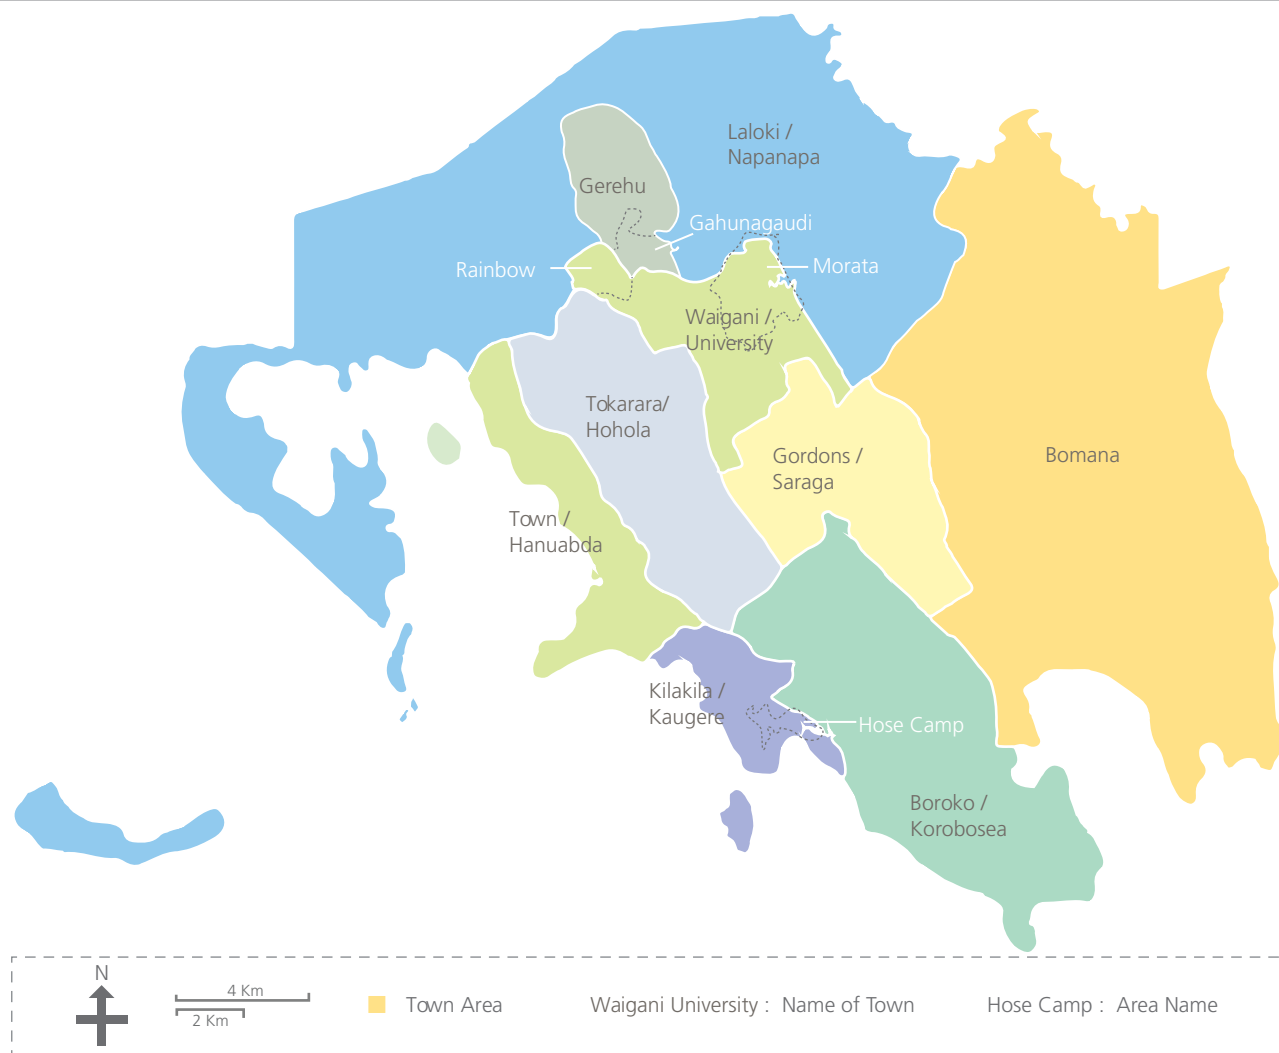 Laloki /
Napanapa
Gerehu
Gahunagaudi
Rainbow
Morata
Waigani /
University
Tokarara/
Hohola
Gordons /
Saraga
Bomana
Town /
Hanuabda
Kilakila /
Kaugere
Hose Camp
Boroko /
Korobosea
N
4 Km
2 Km
Town Area
Waigani University : Name of Town
Hose Camp : Area Name